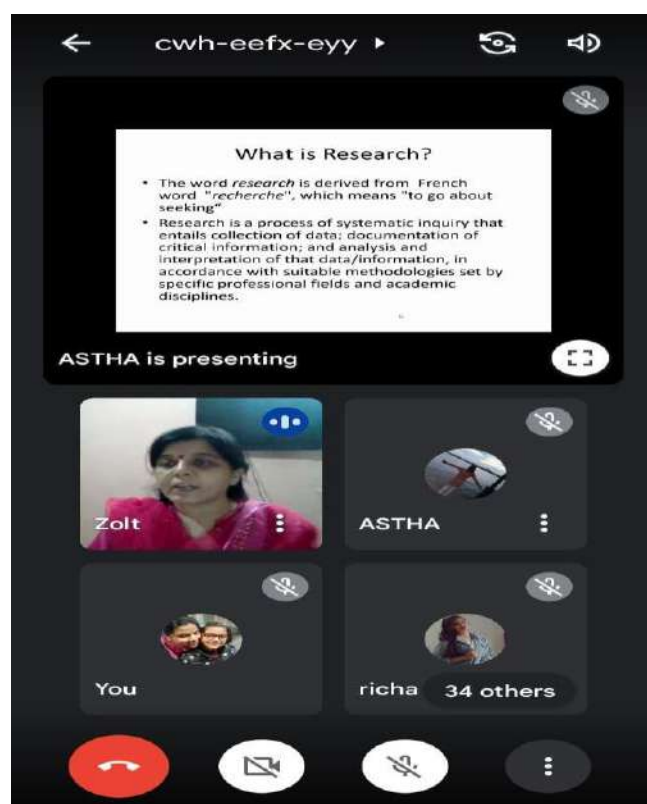 cwh-eefx-eyy
What is Research?
• The word research is derived from French
word "recherche", which means "to go about
seeking"
• Research is a process of systematic inquiry that
entails collection of data; documentation of
critical information; and analysis and
interpretation of that data/information, in
accordance with suitable methodologies set by
specific professional fields and academic
disciplines.
ASTHA is presenting
Zolt
ASTHA
You
richa
34 others